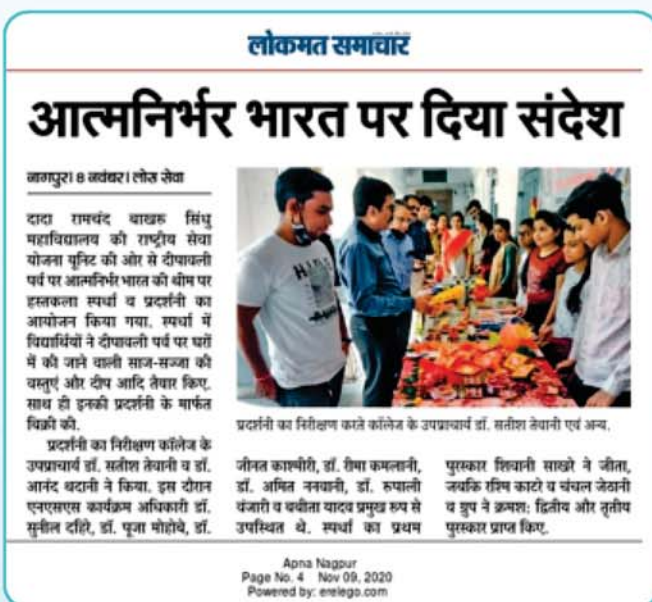 लोकमत समाचार
आत्मनिर्भर भारत पर दिया संदेश
नागपुर। 8 नवंबर। लोस सेवा
दादा रामचंद बाखरु सिंधु
महाविद्यालय की राष्ट्रीय सेवा
योजना यूनिट की ओर से दीपावली
पर्व पर आत्मनिर्भर भारत की थीम पर
हस्तकला स्पर्धा व प्रदर्शनी का
आयोजन किया गया. स्पर्धा में
विद्यार्थियों ने दीपावली पर्व पर घरों
में की जाने वाली साज-सज्जा की
वस्तुएं और दीप आदि तैयार किए.
साथ ही इनकी प्रदर्शनी के मार्फत
बिक्री की.
प्रदर्शनी का निरीक्षण कॉलेज के
उपप्राचार्य डॉ. सतीश तेवानी व डॉ.
आनंद थदानी ने किया. इस दौरान
एनएसएस कार्यक्रम अधिकारी डॉ.
सुनील दहिरे, डॉ. पूजा मोहोबे, डॉ.
प्रदर्शनी का निरीक्षण करते कॉलेज के उपप्राचार्य डॉ. सतीश तेवानी एवं अन्य.
जीनत काश्मीरी, डॉ. रीमा कमलानी,
डॉ. अमित ननवानी, डॉ. रूपाली
वंजारी व बबीता यादव प्रमुख रूप से
उपस्थित थे. स्पर्धा का प्रथम
पुरस्कार शिवानी साखरे ने जीता,
जबकि रश्मि काटरे व चंचल जेठानी
व ग्रुप ने क्रमश: द्वितीय और तृतीय
पुरस्कार प्राप्त किए.
Apna Nagpur
Page No. 4 Nov 09, 2020
Powered by: erelego.com